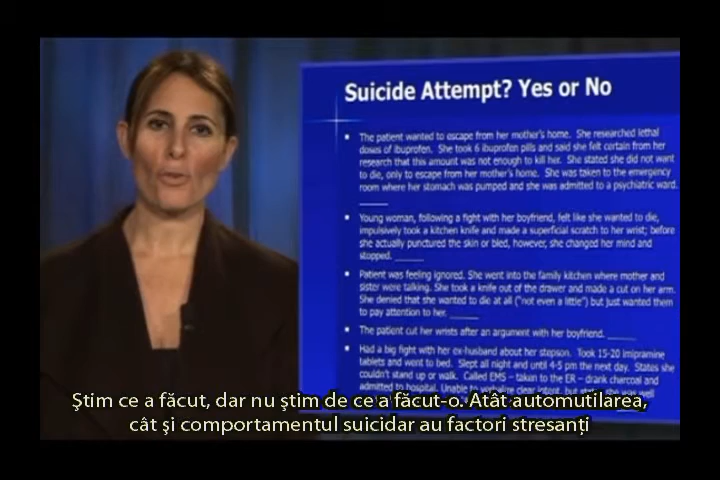 Suicide Attempt? Yes or No
The patient wanted to escape from her mother's home. She researched lethal
doses of ibuprofen. She took 6 ibuprofen pills and said she felt certain from her
research that this amount was not enough to kill her. She stated she did not want
to die, only to escape from her mother's home. She was taken to the emergency
room where her stomach was pumped and she was admitted to a psychiatric ward.
Young woman, following a fight with her boyfriend, felt like she wanted to die,
impulsively took a kitchen knife and made a superficial scratch to her wrist; before
she actually punctured the skin or bled, however, she changed her mind and
stopped.
Patient was feeling ignored. She went into the family kitchen where mother and
sister were talking. She took a knife out of the drawer and made a cut on her arm.
She denied that she wanted to die at all ("not even a little") but just wanted them
to pay attention to her.
The patient cut her wrists after an argument with her boyfriend.
Had a big fight with her ex-husband about her stepson. Took 15-20 imipramine
tablets and went to bed. Slept all night and until 4-5 pm the next day. States she
couldn't stand up or walk. Called EMS – taken to the ER – drank charcoal and
admitted to hospital. Unable to verbalize clear intent, but she was well
Ştim ce a făcut, dar nu ştim de ce a făcut-o. Atât automutilarea,
cât şi comportamentul suicidar au factori stresanţi